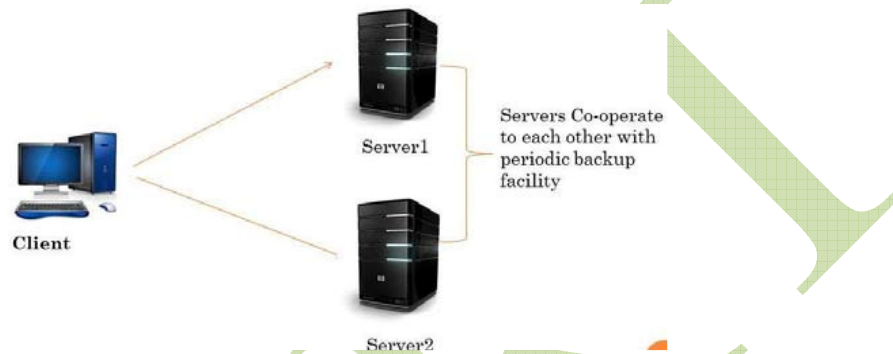 Server1
Servers Co-operate
to each other with
periodic backup
facility
Client
Server2